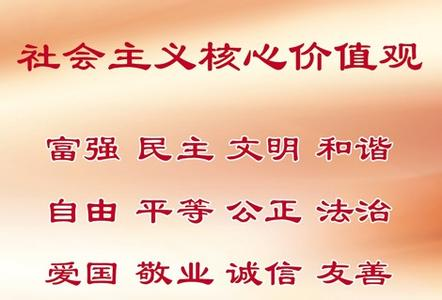 社会主义核心价值观
富强 民主 文明 和谐
自由 平等 公正 法治
爱国 敬业 诚信 友善